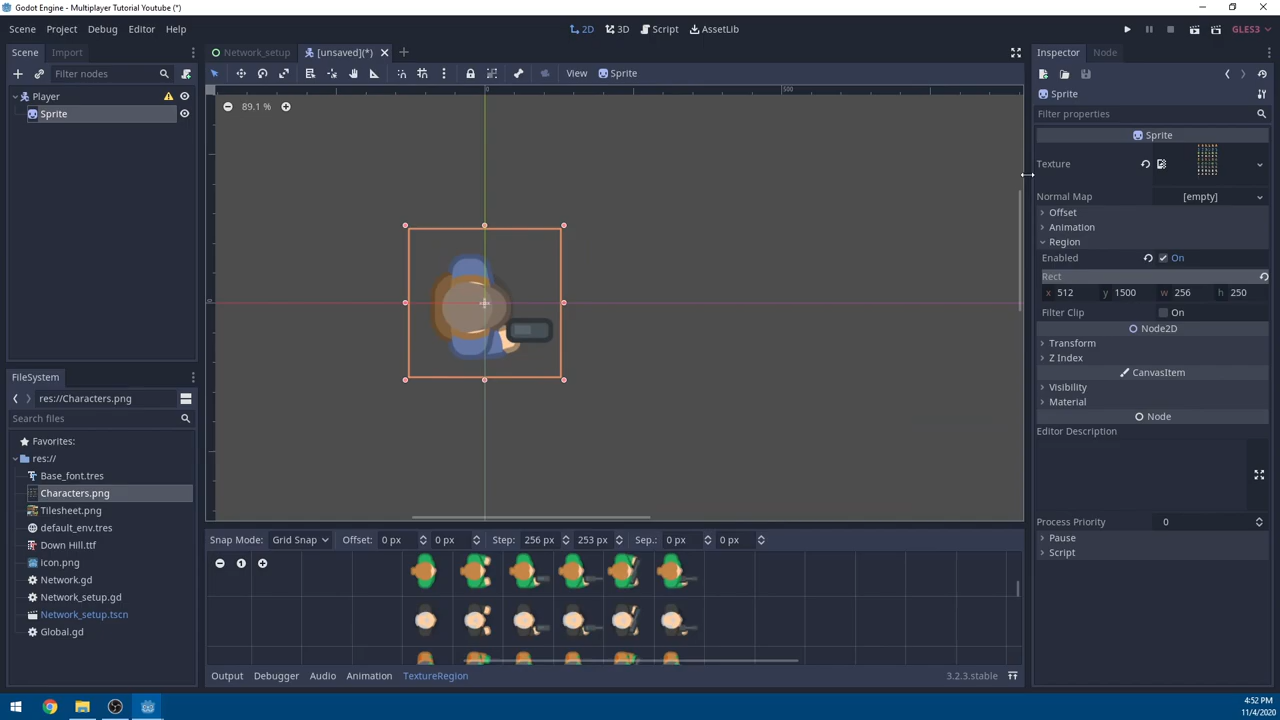 Godot Engine - Multiplayer Tutorial Youtube (*)
Scene Project Debug Editor Help
2D 3D Script AssetLib
GLES3
Scene Import
Network_setup [unsaved](*)
Inspector Node
Filter nodes
View Sprite
Player
Sprite
0 500
89.1 %
Sprite
Filter properties
Sprite
Texture
Normal Map [empty]
Offset
Animation
Region
Enabled On
Rect
x 512 y 1500 w 256 h 250
Filter Clip On
Node2D
Transform
Z Index
CanvasItem
Visibility
Material
Node
Editor Description
Process Priority 0
Pause
Script
FileSystem
res://Characters.png
Search files
Favorites:
res://
Base_font.tres
Characters.png
Tilesheet.png
default_env.tres
Down Hill.ttf
Icon.png
Network.gd
Network_setup.gd
Network_setup.tscn
Global.gd
Snap Mode: Grid Snap Offset: 0 px 0 px Step: 256 px 253 px Sep.: 0 px 0 px
Output Debugger Audio Animation TextureRegion 3.2.3.stable
4:52 PM
11/4/2020